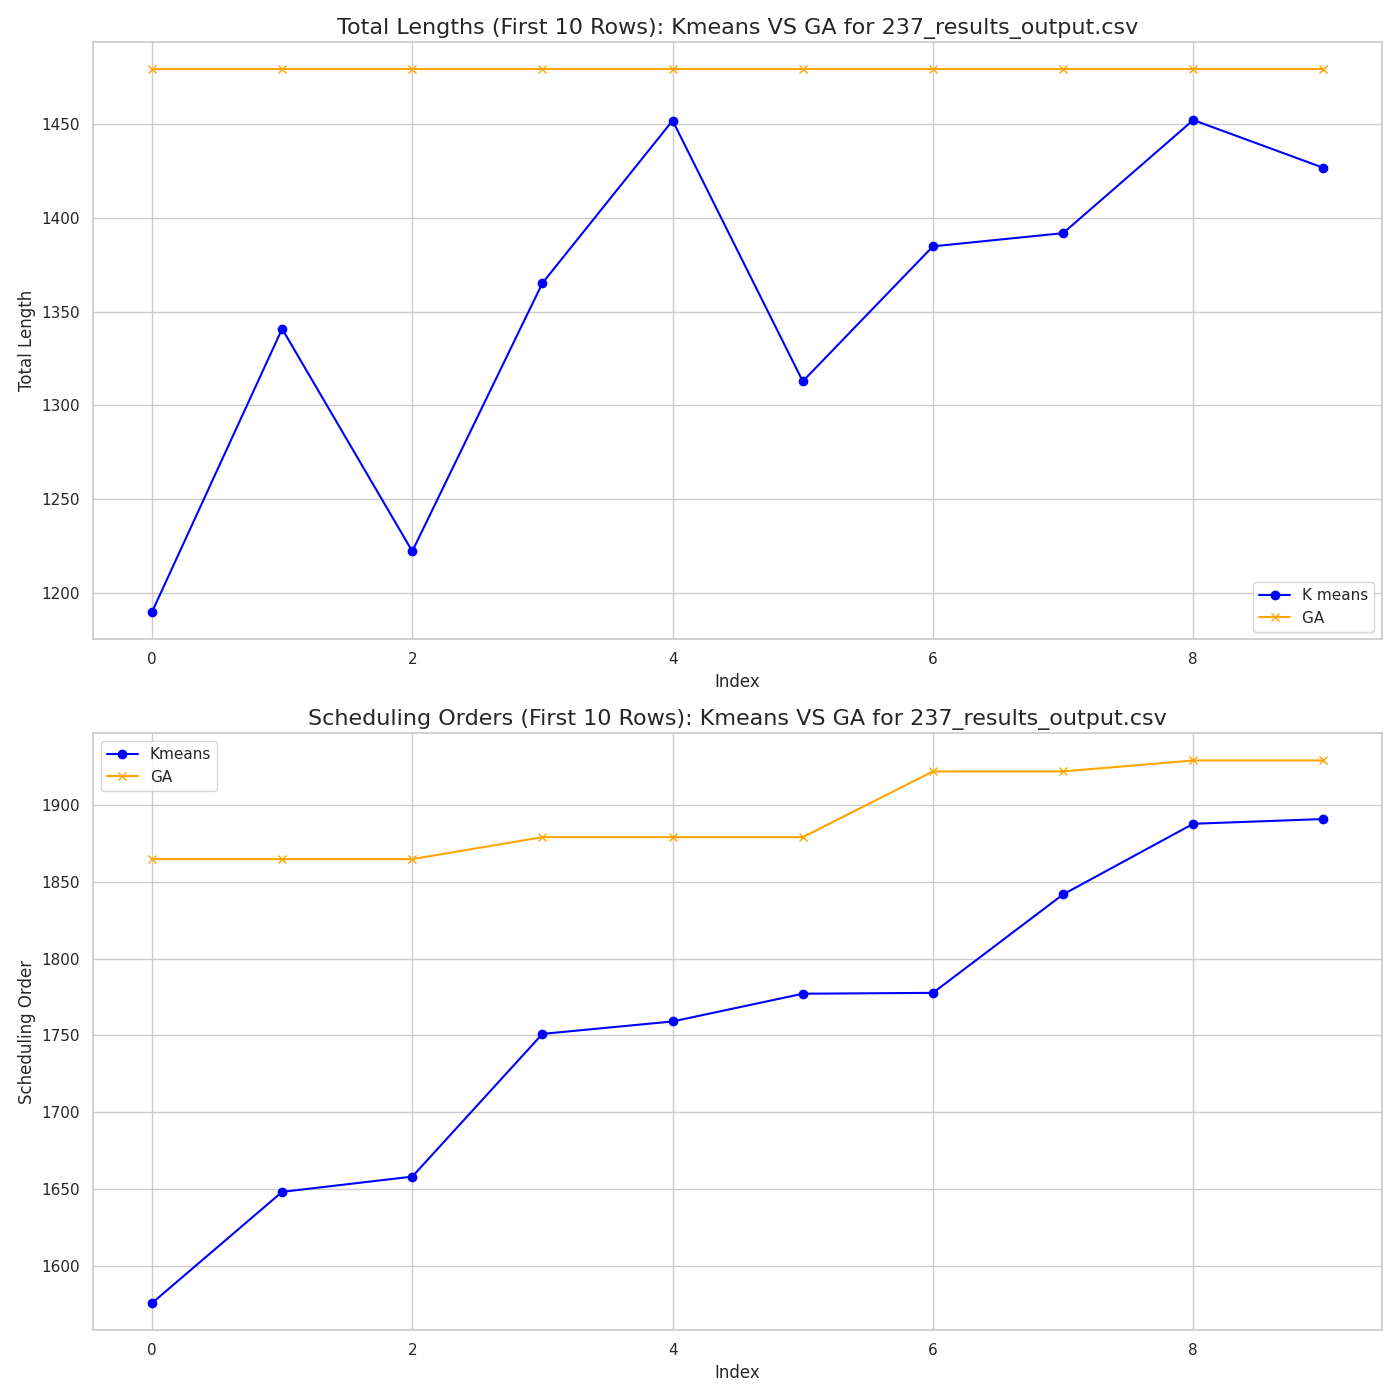 Total Lengths (First 10 Rows): Kmeans VS GA for 237_results_output.csv
Total Length
1450
1400
1350
1300
1250
1200
K means
GA
0 2 4 6 8
Index
Scheduling Orders (First 10 Rows): Kmeans VS GA for 237_results_output.csv
Kmeans
GA
Scheduling Order
1900
1850
1800
1750
1700
1650
1600
0 2 4 6 8
Index